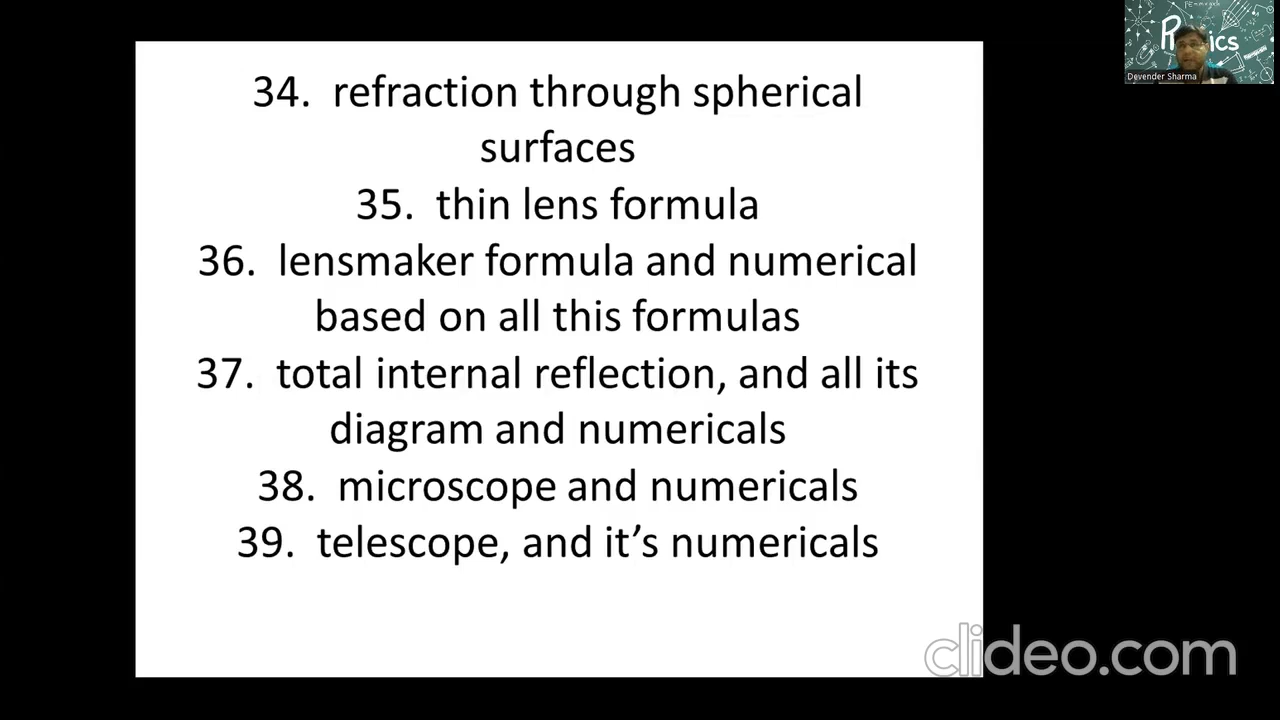 34.  refraction through spherical
surfaces
35.  thin lens formula
36.  lensmaker formula and numerical
based on all this formulas
37.  total internal reflection, and all its
diagram and numericals
38.  microscope and numericals
39.  telescope, and it’s numericals
Devender Sharma
clideo.com